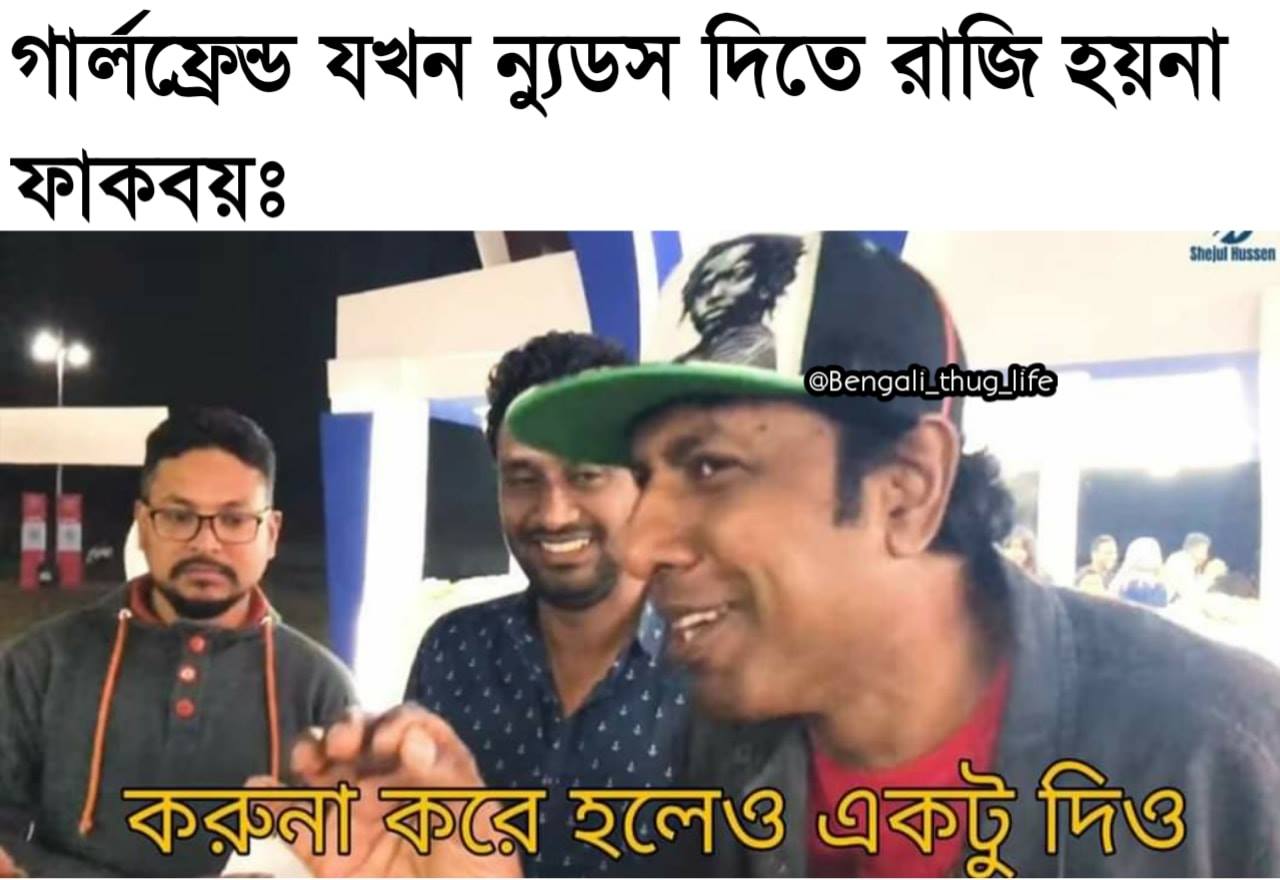 গার্লফ্রেন্ড যখন ন্যুডস দিতে রাজি হয়না
ফাকবয়ঃ
Shejul Hussen
@Bengali_thug_life
করুনা করে হলেও একটু দিও